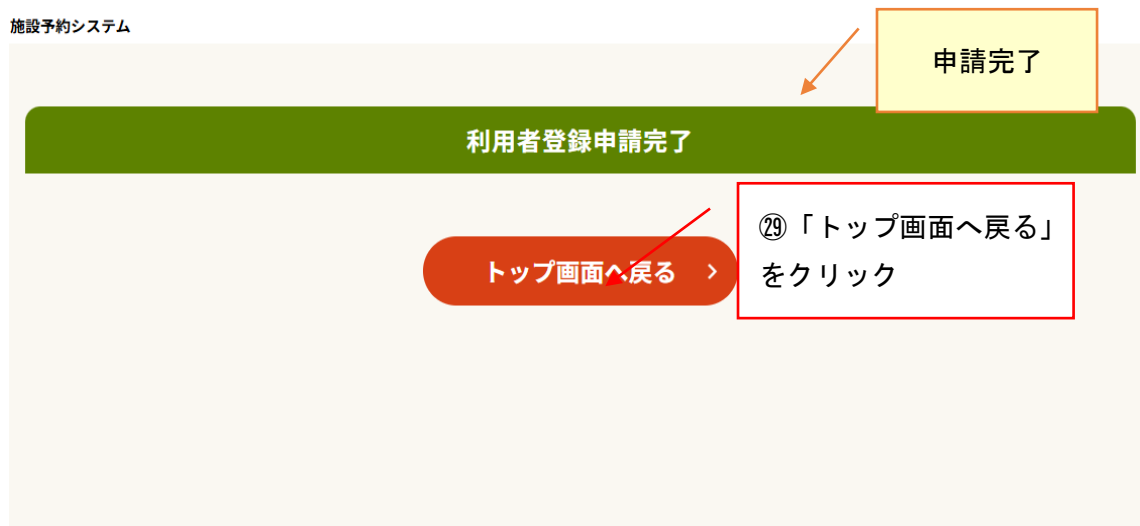 施設予約システム
申請完了
利用者登録申請完了
㉙「トップ画面へ戻る」
をクリック
トップ画面へ戻る